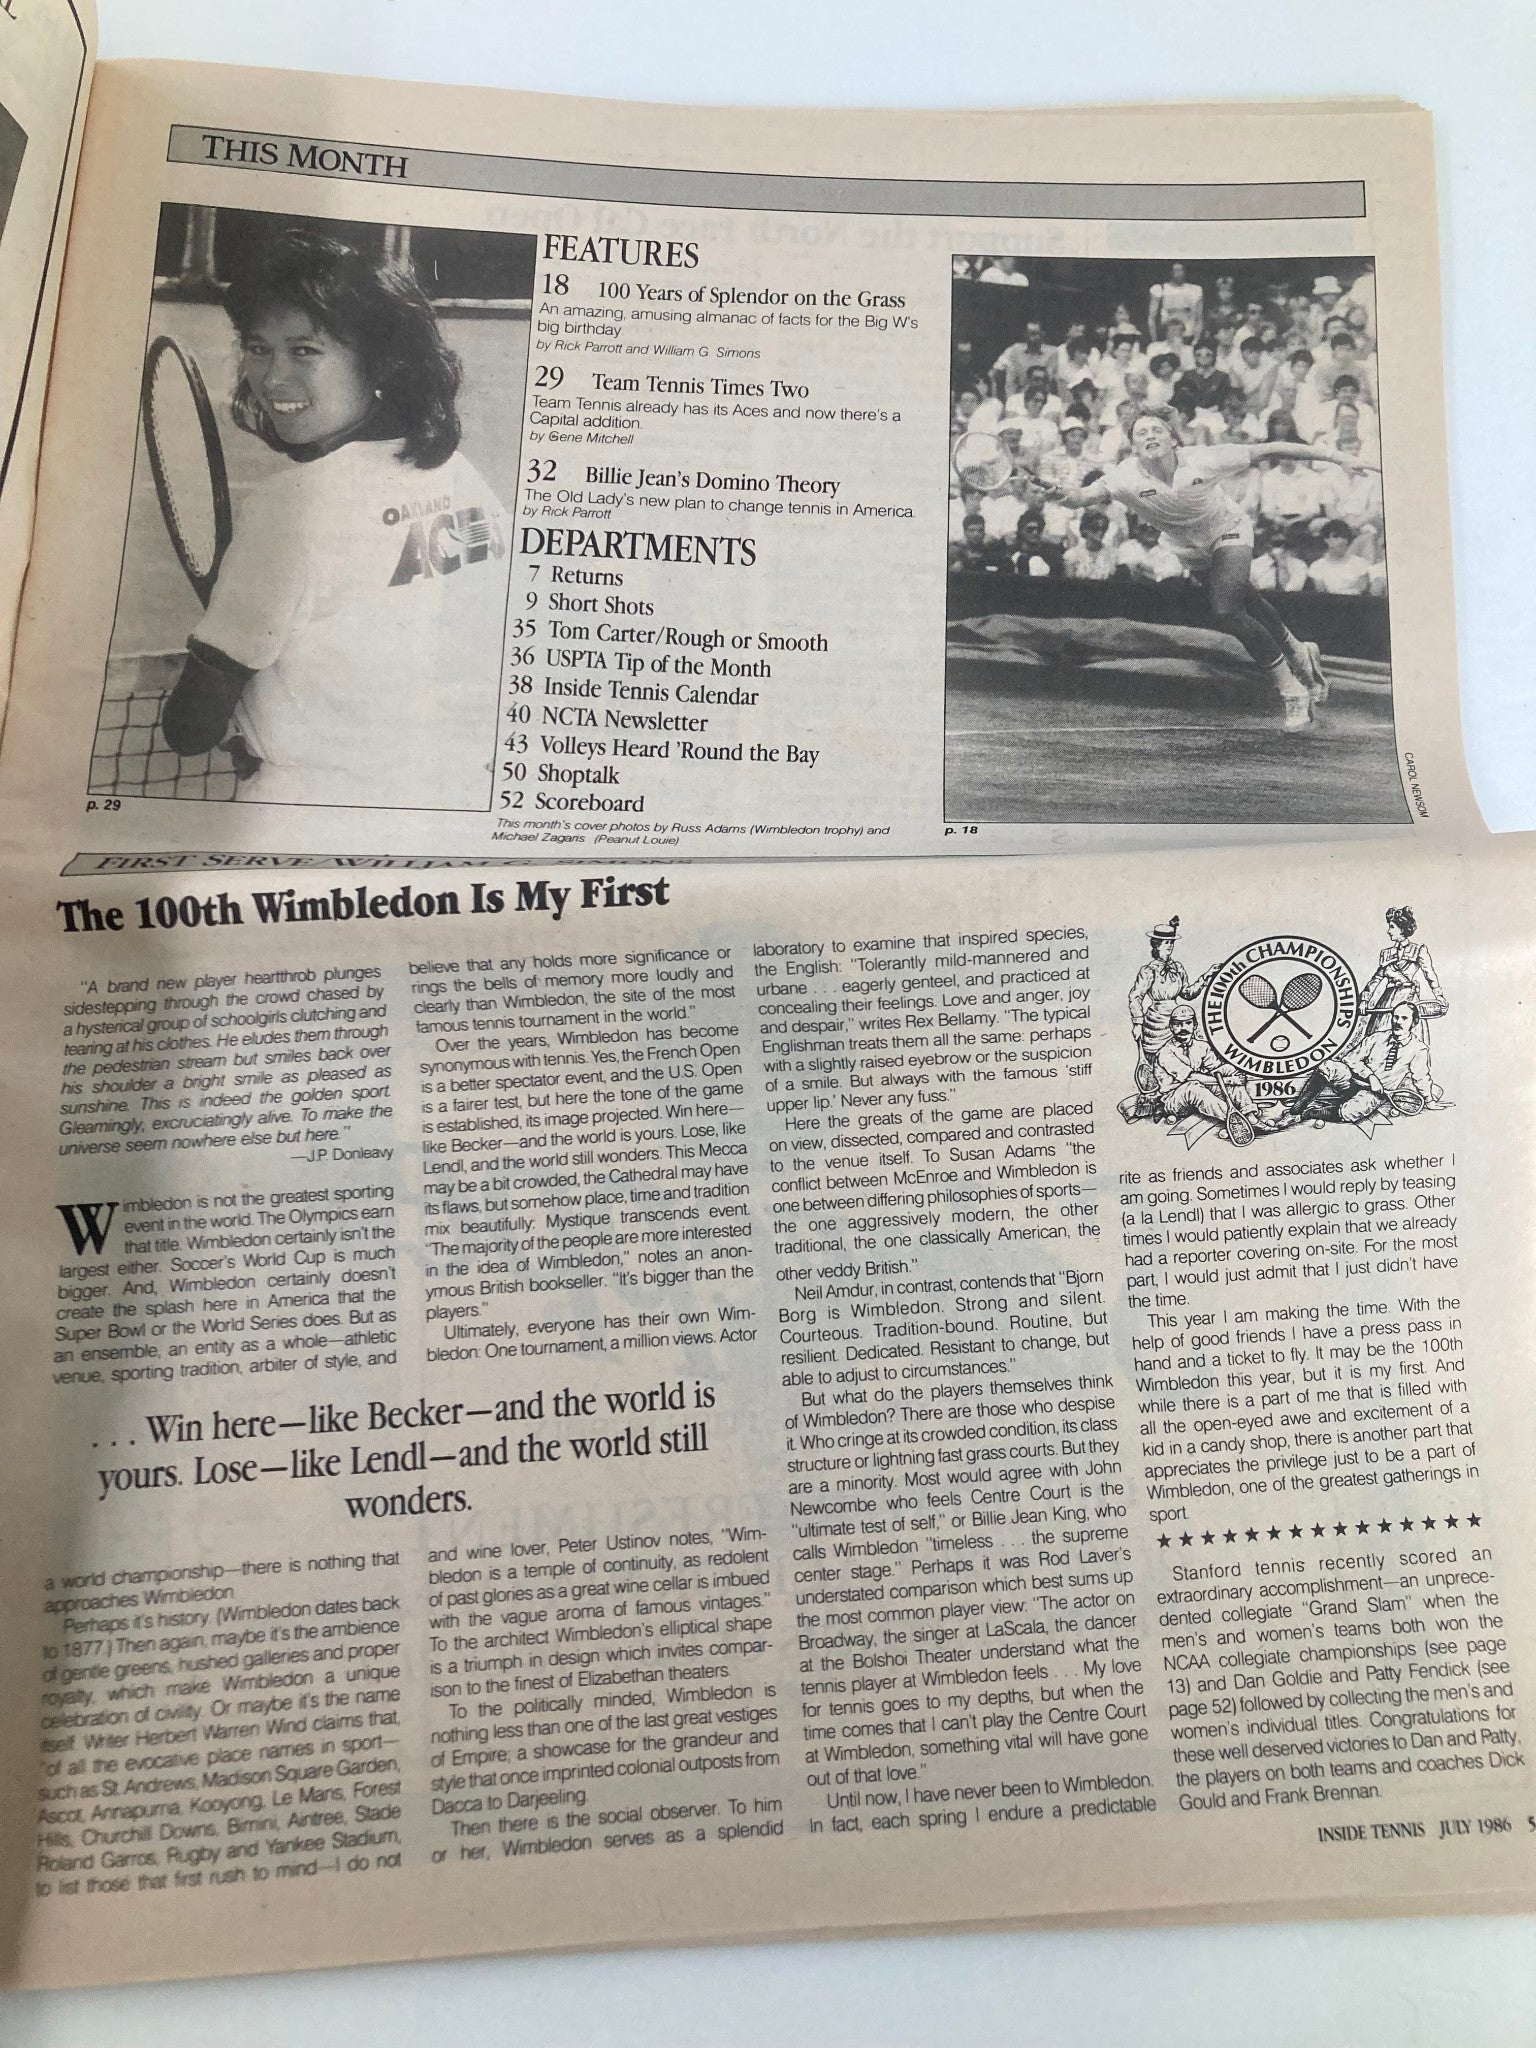 THIS MONTH
OAKLAND
ACES
p. 29
FEATURES
18 100 Years of Splendor on the Grass
An amazing, amusing almanac of facts for the Big W's
big birthday.
by Rick Parrott and William G. Simons
29 Team Tennis Times Two
Team Tennis already has its Aces and now there's a
Capital addition.
by Gene Mitchell
32 Billie Jean's Domino Theory
The Old Lady's new plan to change tennis in America.
by Rick Parrott
DEPARTMENTS
7 Returns
9 Short Shots
35 Tom Carter/Rough or Smooth
36 USPTA Tip of the Month
38 Inside Tennis Calendar
40 NCTA Newsletter
43 Volleys Heard 'Round the Bay
50 Shoptalk
52 Scoreboard
This month's cover photos by Russ Adams (Wimbledon trophy) and
Michael Zagaris (Peanut Louie)
CAROL NEWSOM
p. 18
FIRST SERVE/WILLIAM G. SIMONS
The 100th Wimbledon Is My First
"A brand new player heartthrob plunges
sidestepping through the crowd chased by
a hysterical group of schoolgirls clutching and
tearing at his clothes. He eludes them through
the pedestrian stream but smiles back over
his shoulder a bright smile as pleased as
sunshine. This is indeed the golden sport.
Gleamingly, excruciatingly alive. To make the
universe seem nowhere else but here."
—J.P. Donleavy
Wimbledon is not the greatest sporting
event in the world. The Olympics earn
that title. Wimbledon certainly isn't the
largest either. Soccer's World Cup is much
bigger. And, Wimbledon certainly doesn't
create the splash here in America that the
Super Bowl or the World Series does. But as
an ensemble, an entity as a whole—athletic
venue, sporting tradition, arbiter of style, and
. . . Win here—like Becker—and the world is
yours. Lose—like Lendl—and the world still
wonders.
a world championship—there is nothing that
approaches Wimbledon.
Perhaps it's history. (Wimbledon dates back
to 1877.) Then again, maybe it's the ambience
of gentle greens, hushed galleries and proper
royalty, which make Wimbledon a unique
celebration of civility. Or maybe it's the name
itself. Writer Herbert Warren Wind claims that,
"of all the evocative place names in sport—
such as St. Andrews, Madison Square Garden,
Ascot, Annapurna, Kooyong, Le Mans, Forest
Hills, Churchill Downs, Bimini, Aintree, Stade
Roland Garros, Rugby and Yankee Stadium,
to list those that first rush to mind—I do not
believe that any holds more significance or
rings the bells of memory more loudly and
clearly than Wimbledon, the site of the most
famous tennis tournament in the world."
Over the years, Wimbledon has become
synonymous with tennis. Yes, the French Open
is a better spectator event, and the U.S. Open
is a fairer test, but here the tone of the game
is established, its image projected. Win here—
like Becker—and the world is yours. Lose, like
Lendl, and the world still wonders. This Mecca
may be a bit crowded, the Cathedral may have
its flaws, but somehow place, time and tradition
mix beautifully. Mystique transcends event.
"The majority of the people are more interested
in the idea of Wimbledon," notes an anon-
ymous British bookseller. "It's bigger than the
players."
Ultimately, everyone has their own Wim-
bledon: One tournament, a million views. Actor
and wine lover, Peter Ustinov notes, "Wim-
bledon is a temple of continuity, as redolent
of past glories as a great wine cellar is imbued
with the vague aroma of famous vintages."
To the architect Wimbledon's elliptical shape
is a triumph in design which invites compar-
ison to the finest of Elizabethan theaters.
To the politically minded, Wimbledon is
nothing less than one of the last great vestiges
of Empire; a showcase for the grandeur and
style that once imprinted colonial outposts from
Dacca to Darjeeling.
Then there is the social observer. To him
or her, Wimbledon serves as a splendid
laboratory to examine that inspired species,
the English: "Tolerantly mild-mannered and
urbane . . . eagerly genteel, and practiced at
concealing their feelings. Love and anger, joy
and despair," writes Rex Bellamy. "The typical
Englishman treats them all the same: perhaps
with a slightly raised eyebrow or the suspicion
of a smile. But always with the famous 'stiff
upper lip.' Never any fuss."
Here the greats of the game are placed
on view, dissected, compared and contrasted
to the venue itself. To Susan Adams "the
conflict between McEnroe and Wimbledon is
one between differing philosophies of sports—
the one aggressively modern, the other
traditional, the one classically American, the
other veddy British."
Neil Amdur, in contrast, contends that "Bjorn
Borg is Wimbledon. Strong and silent.
Courteous. Tradition-bound. Routine, but
resilient. Dedicated. Resistant to change, but
able to adjust to circumstances."
But what do the players themselves think
of Wimbledon? There are those who despise
it. Who cringe at its crowded condition, its class
structure or lightning fast grass courts. But they
are a minority. Most would agree with John
Newcombe who feels Centre Court is the
"ultimate test of self," or Billie Jean King, who
calls Wimbledon "timeless . . . the supreme
center stage." Perhaps it was Rod Laver's
understated comparison which best sums up
the most common player view: "The actor on
Broadway, the singer at LaScala, the dancer
at the Bolshoi Theater understand what the
tennis player at Wimbledon feels . . . My love
for tennis goes to my depths, but when the
time comes that I can't play the Centre Court
at Wimbledon, something vital will have gone
out of that love."
Until now, I have never been to Wimbledon.
In fact, each spring I endure a predictable
THE 100th CHAMPIONSHIPS
WIMBLEDON
1986
rite as friends and associates ask whether I
am going. Sometimes I would reply by teasing
(a la Lendl) that I was allergic to grass. Other
times I would patiently explain that we already
had a reporter covering on-site. For the most
part, I would just admit that I just didn't have
the time.
This year I am making the time. With the
help of good friends I have a press pass in
hand and a ticket to fly. It may be the 100th
Wimbledon this year, but it is my first. And
while there is a part of me that is filled with
all the open-eyed awe and excitement of a
kid in a candy shop, there is another part that
appreciates the privilege just to be a part of
Wimbledon, one of the greatest gatherings in
sport.
★★★★★★★★★★★★★★★
Stanford tennis recently scored an
extraordinary accomplishment—an unprece-
dented collegiate "Grand Slam" when the
men's and women's teams both won the
NCAA collegiate championships (see page
13) and Dan Goldie and Patty Fendick (see
page 52) followed by collecting the men's and
women's individual titles. Congratulations for
these well deserved victories to Dan and Patty,
the players on both teams and coaches Dick
Gould and Frank Brennan.
INSIDE TENNIS JULY 1986 5